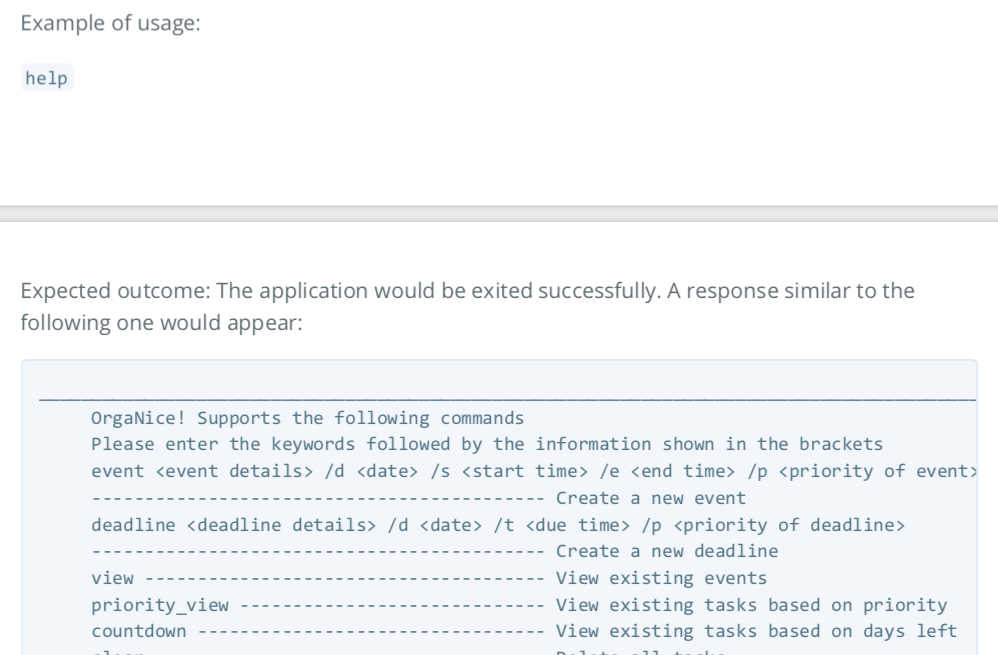 Example of usage:
help
Expected outcome: The application would be exited successfully. A response similar to the
following one would appear:
OrgaNice! Supports the following commands
Please enter the keywords followed by the information shown in the brackets
event <event details> /d <date> /s <start time> /e <end time> /p <priority of event>
------------------------------------------- Create a new event
deadline <deadline details> /d <date> /t <due time> /p <priority of deadline>
------------------------------------------- Create a new deadline
view -------------------------------------- View existing events
priority_view ----------------------------- View existing tasks based on priority
countdown --------------------------------- View existing tasks based on days left